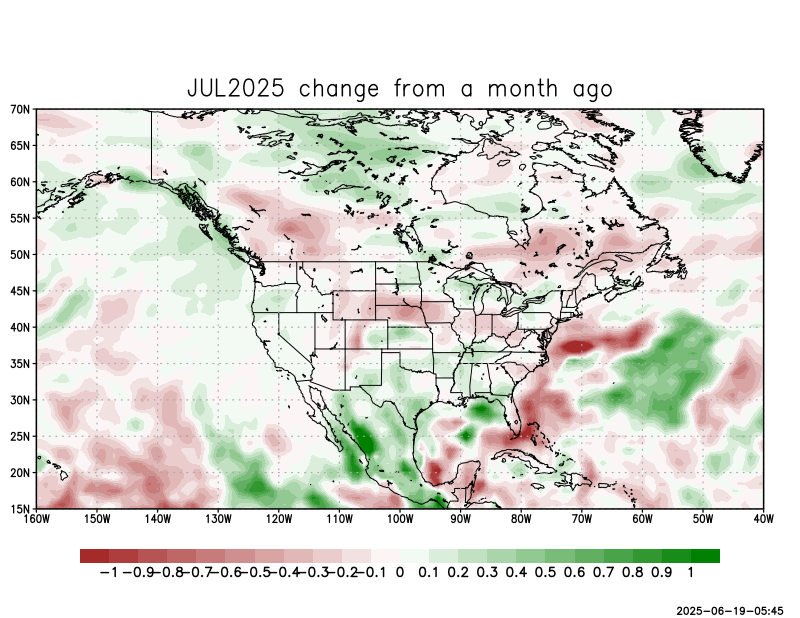 JUL2025 change from a month ago
70N
65N
60N
55N
50N
45N
40N
35N
30N
25N
20N
15N
160W 150W 140W 130W 120W 110W 100W 90W 80W 70W 60W 50W 40W
−1 −0.9 −0.8 −0.7 −0.6 −0.5 −0.4 −0.3 −0.2 −0.1 0 0.1 0.2 0.3 0.4 0.5 0.6 0.7 0.8 0.9 1
2025−06−19−05:45